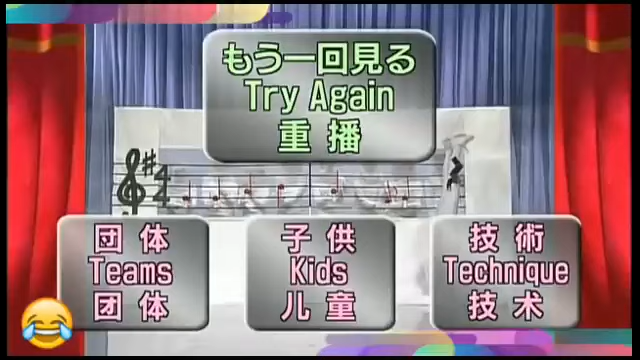 もう一回見る
Try Again
重播
団体
Teams
团体
子供
Kids
儿童
技術
Technique
技术